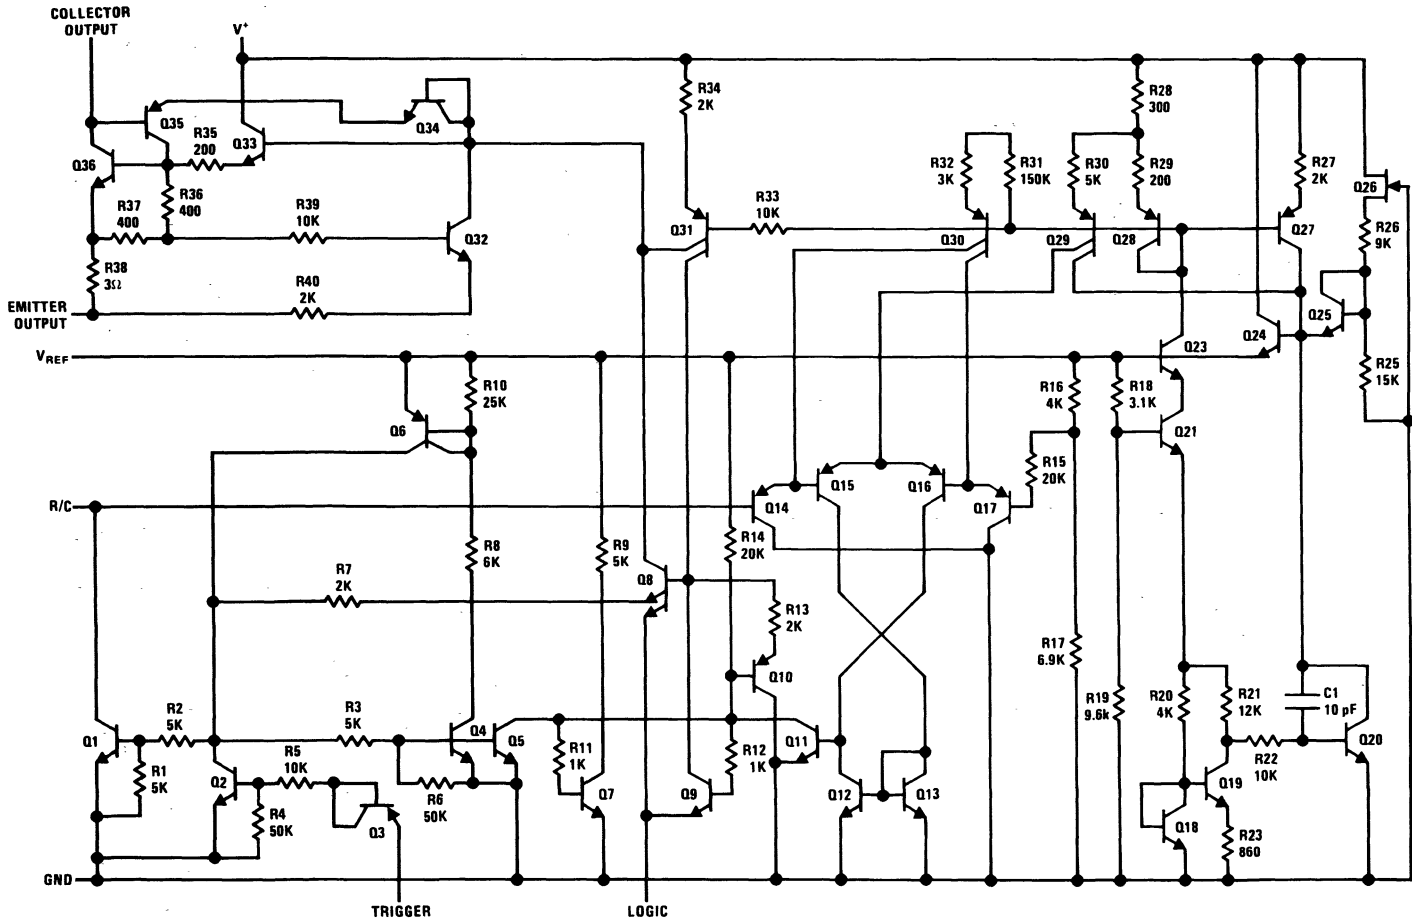 COLLECTOR
OUTPUT
V+
R34
2K
R28
300
Q35
R35
200
Q33
Q34
Q36
R36
400
R37
400
R39
10K
Q32
R38
3Ω
R40
2K
EMITTER
OUTPUT
Q31
R33
10K
R32
3K
R31
150K
R30
5K
R29
200
R27
2K
Q26
Q30
Q29
Q28
Q27
R26
9K
Q25
Q24
VREF
Q23
R25
15K
R10
25K
Q6
R16
4K
R18
3.1K
Q21
R15
20K
Q15
Q16
R/C
Q14
Q17
R8
6K
R9
5K
R14
20K
R7
2K
Q8
R13
2K
Q10
R17
6.9K
R19
9.6k
R20
4K
R21
12K
C1
10 pF
R2
5K
R3
5K
Q4
Q5
Q1
R1
5K
Q2
R5
10K
R4
50K
Q3
R6
50K
R11
1K
Q7
Q9
R12
1K
Q11
Q12
Q13
R22
10K
Q20
Q19
Q18
R23
860
GND
TRIGGER
LOGIC